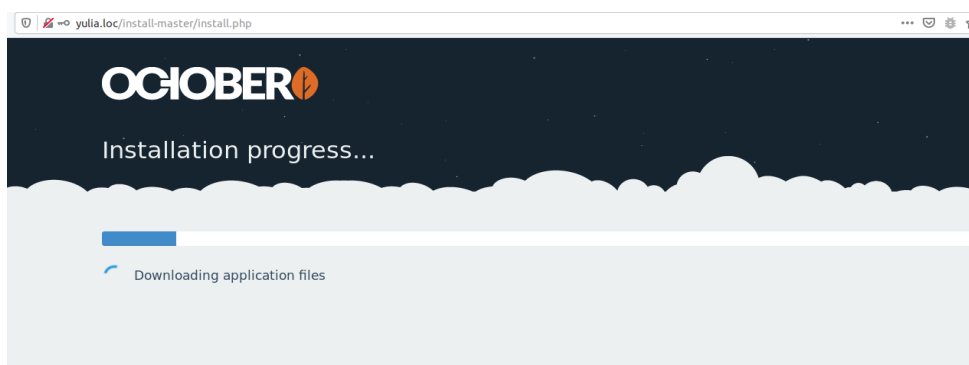 yulia.loc/install-master/install.php
OCTOBER
Installation progress...
Downloading application files